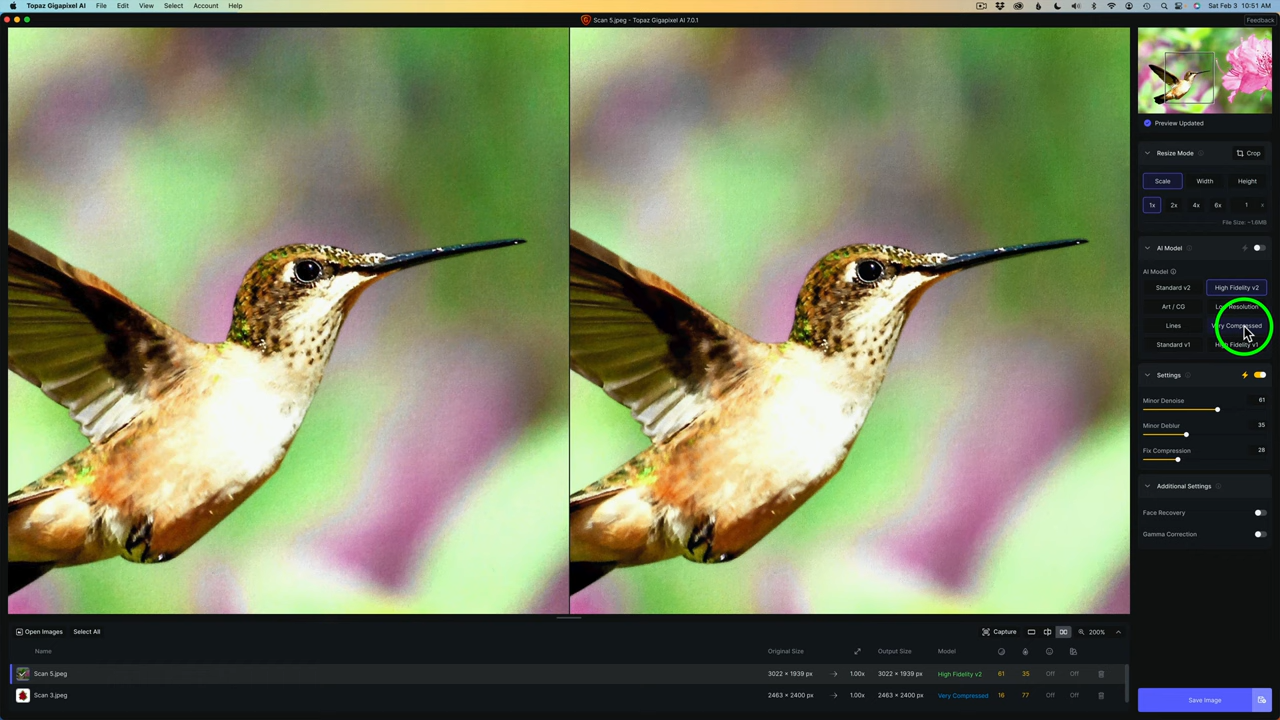 Topaz Gigapixel AI File Edit View Select Account Help
Sat Feb 3 10:51 AM
Scan 5.jpeg - Topaz Gigapixel AI 7.0.1
Feedback
Preview Updated
Resize Mode
Crop
Scale Width Height
1x 2x 4x 6x 1 x
File Size: ~1.6MB
AI Model
AI Model
Standard v2 High Fidelity v2
Art / CG Low Resolution
Lines Very Compressed
Standard v1 High Fidelity v1
Settings
Minor Denoise 61
Minor Deblur 35
Fix Compression 28
Additional Settings
Face Recovery
Gamma Correction
Open Images Select All Capture 200%
Name Original Size Output Size Model
Scan 5.jpeg 3022 × 1939 px → 1.00x 3022 × 1939 px High Fidelity v2 61 35 Off Off
Scan 3.jpeg 2463 × 2400 px → 1.00x 2463 × 2400 px Very Compressed 16 77 Off Off
Save Image